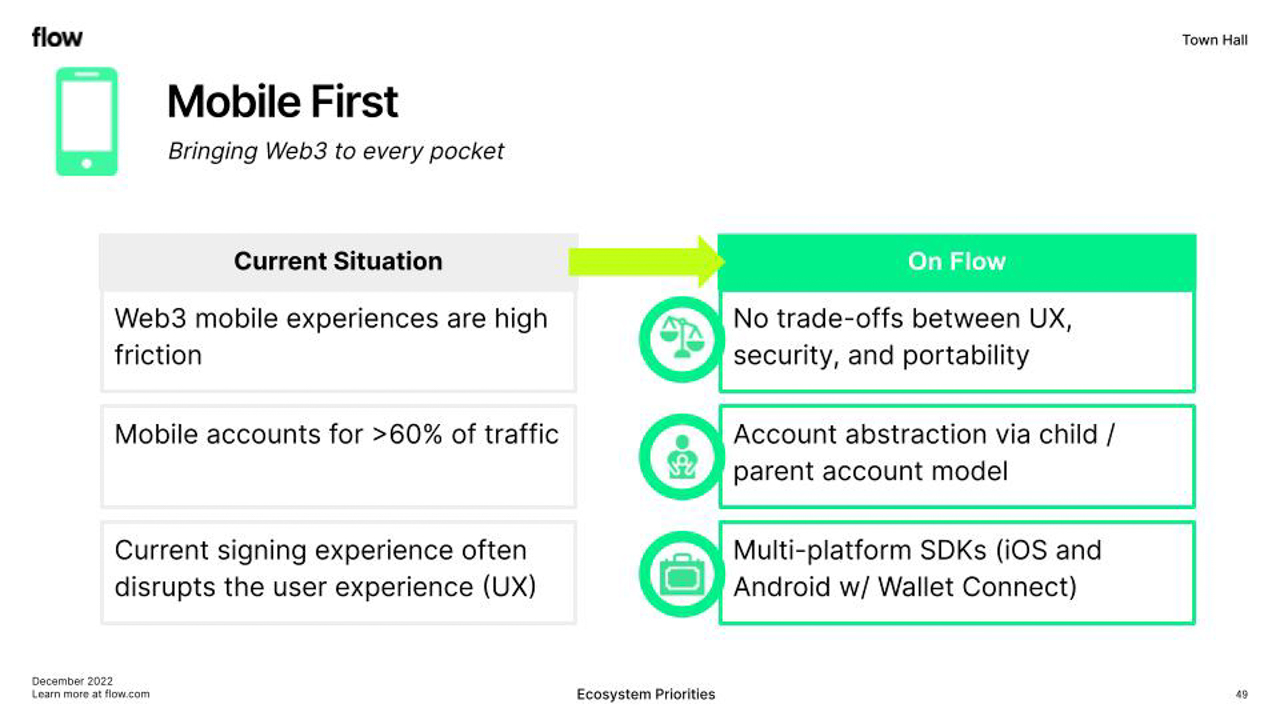 flow
Town Hall
Mobile First
Bringing Web3 to every pocket
Current Situation
On Flow
Web3 mobile experiences are high
friction
No trade-offs between UX,
security, and portability
Mobile accounts for >60% of traffic
Account abstraction via child /
parent account model
Current signing experience often
disrupts the user experience (UX)
Multi-platform SDKs (iOS and
Android w/ Wallet Connect)
December 2022
Learn more at flow.com
Ecosystem Priorities
49